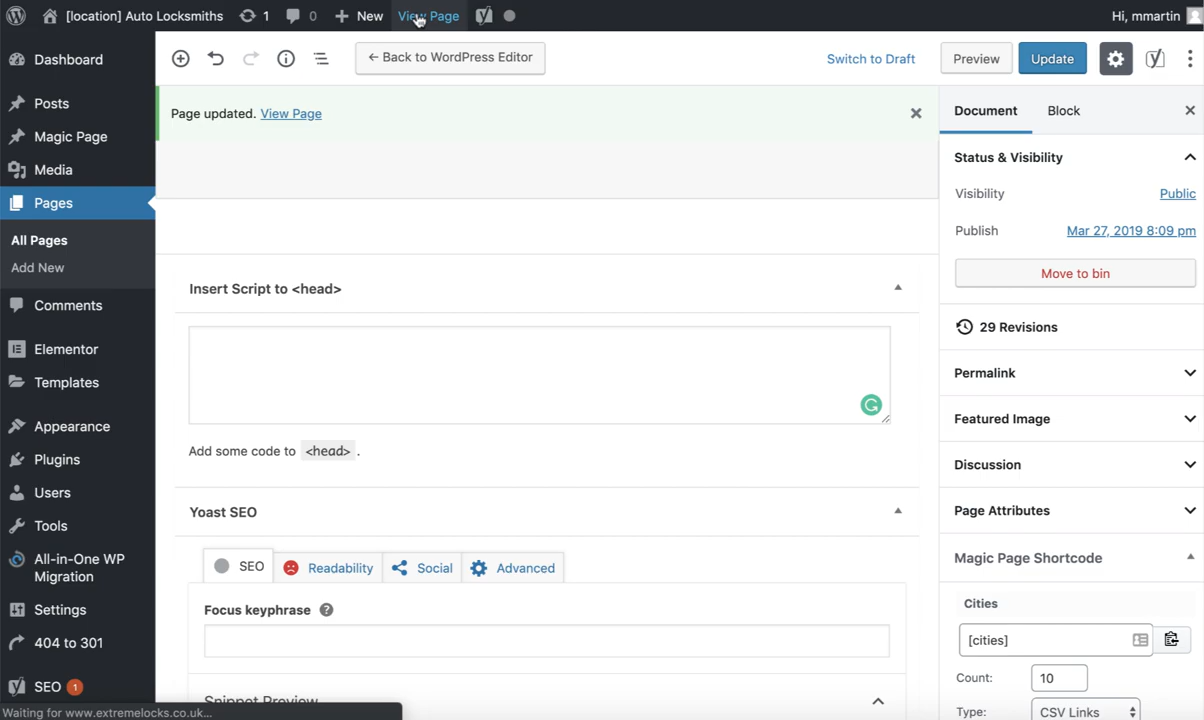 [location] Auto Locksmiths
1
0
New
View Page
Hi, mmartin
Dashboard
Posts
Magic Page
Media
Pages
All Pages
Add New
Comments
Elementor
Templates
Appearance
Plugins
Users
Tools
All-in-One WP
Migration
Settings
404 to 301
SEO 1
Waiting for www.extremelocks.co.uk...
← Back to WordPress Editor
Switch to Draft
Preview
Update
Page updated. View Page
Insert Script to <head>
Add some code to <head> .
Yoast SEO
SEO
Readability
Social
Advanced
Focus keyphrase
Snippet Preview
Document
Block
Status & Visibility
Visibility
Public
Publish
Mar 27, 2019 8:09 pm
Move to bin
29 Revisions
Permalink
Featured Image
Discussion
Page Attributes
Magic Page Shortcode
Cities
[cities]
Count:
10
Type:
CSV Links